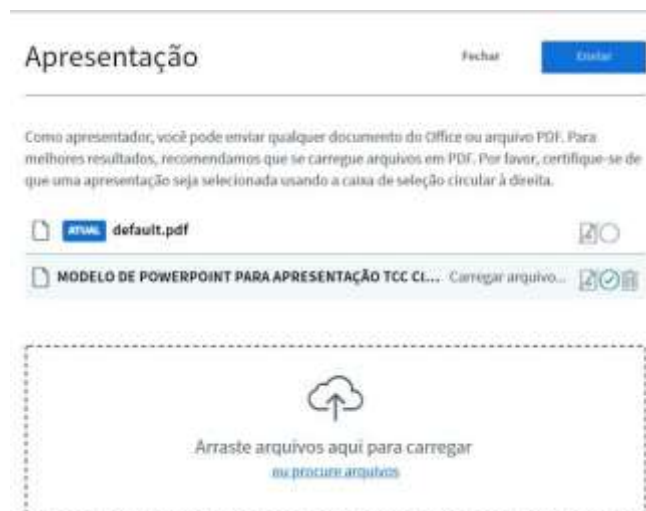 Apresentação
Fechar
Enviar
Como apresentador, você pode enviar qualquer documento do Office ou arquivo PDF. Para
melhores resultados, recomendamos que se carregue arquivos em PDF. Por favor, certifique-se de
que uma apresentação seja selecionada usando a caixa de seleção circular à direita.
ATUAL default.pdf
MODELO DE POWERPOINT PARA APRESENTAÇÃO TCC CI... Carregar arquivo...
Arraste arquivos aqui para carregar
ou procure arquivos